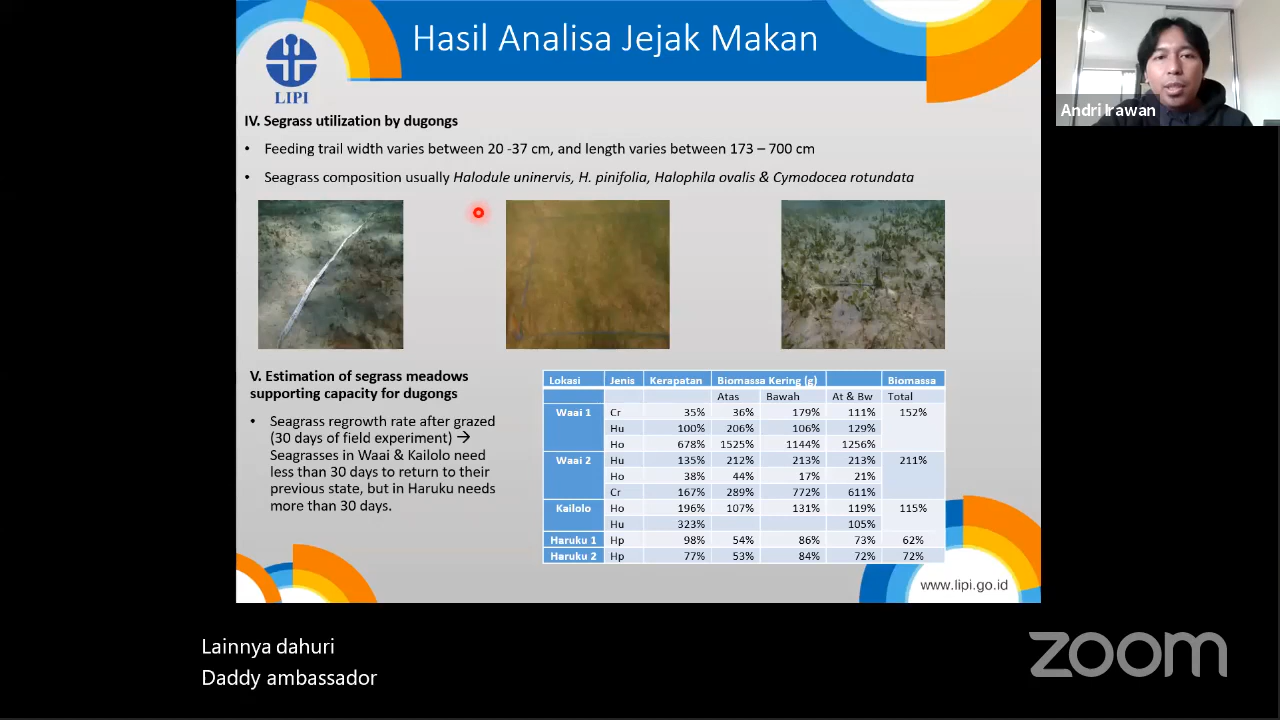 Hasil Analisa Jejak Makan
LIPI
Andri Irawan
IV. Segrass utilization by dugongs
• Feeding trail width varies between 20 -37 cm, and length varies between 173 – 700 cm
• Seagrass composition usually Halodule uninervis, H. pinifolia, Halophila ovalis & Cymodocea rotundata
V. Estimation of segrass meadows
supporting capacity for dugongs
• Seagrass regrowth rate after grazed
(30 days of field experiment) →
Seagrasses in Waai & Kailolo need
less than 30 days to return to their
previous state, but in Haruku needs
more than 30 days.
Lokasi Jenis Kerapatan Biomassa Kering (g) Biomassa
Atas Bawah At & Bw Total
Waai 1 Cr 35% 36% 179% 111% 152%
Hu 100% 206% 106% 129%
Ho 678% 1525% 1144% 1256%
Waai 2 Hu 135% 212% 213% 213% 211%
Ho 38% 44% 17% 21%
Cr 167% 289% 772% 611%
Kailolo Ho 196% 107% 131% 119% 115%
Hu 323% 105%
Haruku 1 Hp 98% 54% 86% 73% 62%
Haruku 2 Hp 77% 53% 84% 72% 72%
www.lipi.go.id
Lainnya dahuri
Daddy ambassador
zoom